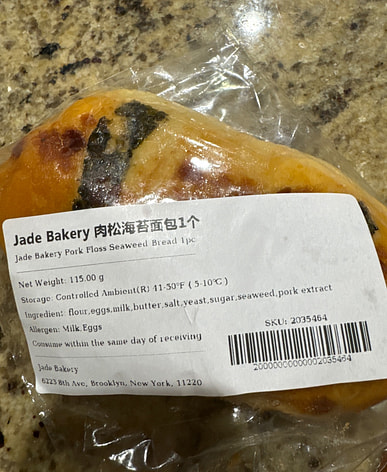 Jade Bakery 肉松海苔面包1个
Jade Bakery Pork Floss Seaweed Bread 1pc
Net Weight: 115.00 g
Storage: Controlled Ambient(R) 41-50°F ( 5-10℃ )
Ingredient: flour,eggs,milk,butter,salt,yeast,sugar,seaweed,pork extract
Allergen: Milk,Eggs
Consume within the same day of receiving
SKU: 2035464
20000000000002035464
Jade Bakery
6223 8th Ave, Brooklyn, New York, 11220